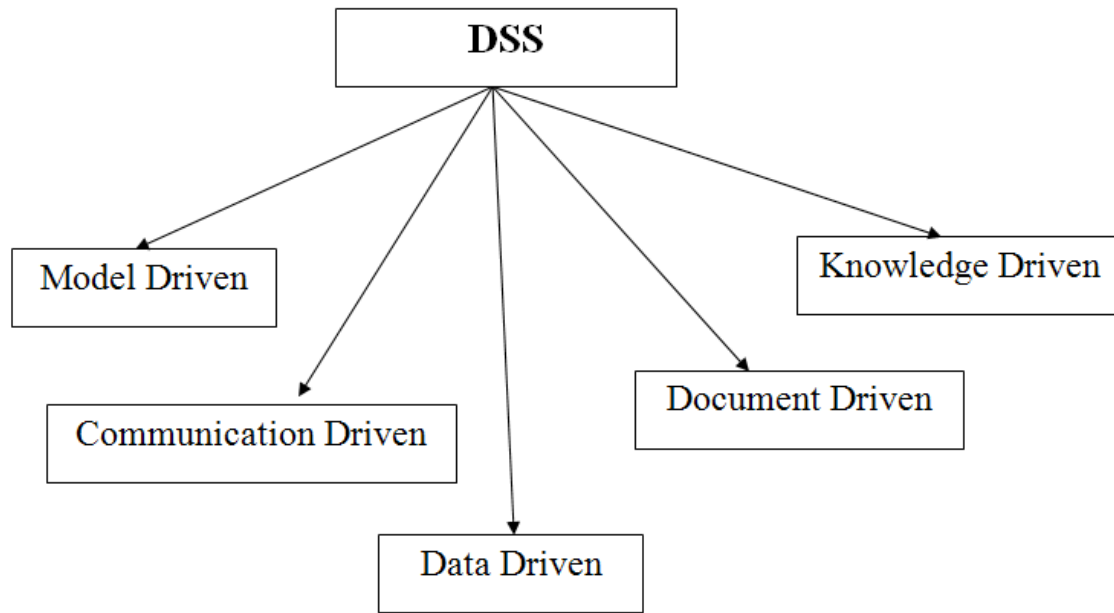 DSS
Model Driven
Knowledge Driven
Communication Driven
Document Driven
Data Driven